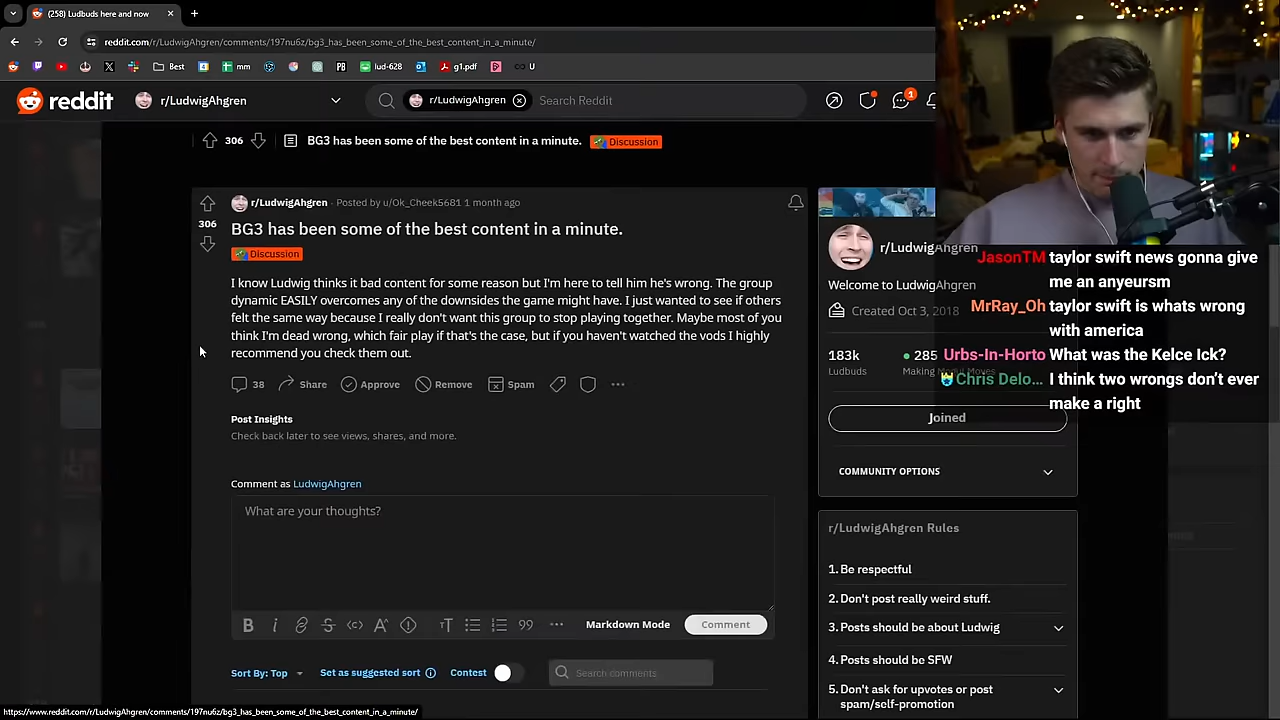 (258) Ludbuds here and now
reddit.com/r/LudwigAhgren/comments/197nu6z/bg3_has_been_some_of_the_best_content_in_a_minute/
Best
mm
iud-628
g1.pdf
U
reddit
r/LudwigAhgren
r/LudwigAhgren
Search Reddit
1
306
BG3 has been some of the best content in a minute.
Discussion
r/LudwigAhgren · Posted by u/Ok_Cheek5681 1 month ago
306
BG3 has been some of the best content in a minute.
Discussion
I know Ludwig thinks it bad content for some reason but I'm here to tell him he's wrong. The group
dynamic EASILY overcomes any of the downsides the game might have. I just wanted to see if others
felt the same way because I really don't want this group to stop playing together. Maybe most of you
think I'm dead wrong, which fair play if that's the case, but if you haven't watched the vods I highly
recommend you check them out.
38
Share
Approve
Remove
Spam
Post Insights
Check back later to see views, shares, and more.
Comment as LudwigAhgren
What are your thoughts?
Markdown Mode
Comment
Sort By: Top
Set as suggested sort
Contest
Search comments
r/LudwigAhgren
Welcome to LudwigAhgren
Created Oct 3, 2018
183k
Ludbuds
285
Making
Joined
COMMUNITY OPTIONS
r/LudwigAhgren Rules
1. Be respectful
2. Don't post really weird stuff.
3. Posts should be about Ludwig
4. Posts should be SFW
5. Don't ask for upvotes or post
spam/self-promotion
JasonTM taylor swift news gonna give
me an anyeursm
MrRay_Oh taylor swift is whats wrong
with america
Urbs-In-Horto What was the Kelce Ick?
Chris Delo... I think two wrongs don't ever
make a right
https://www.reddit.com/r/LudwigAhgren/comments/197nu6z/bg3_has_been_some_of_the_best_content_in_a_minute/